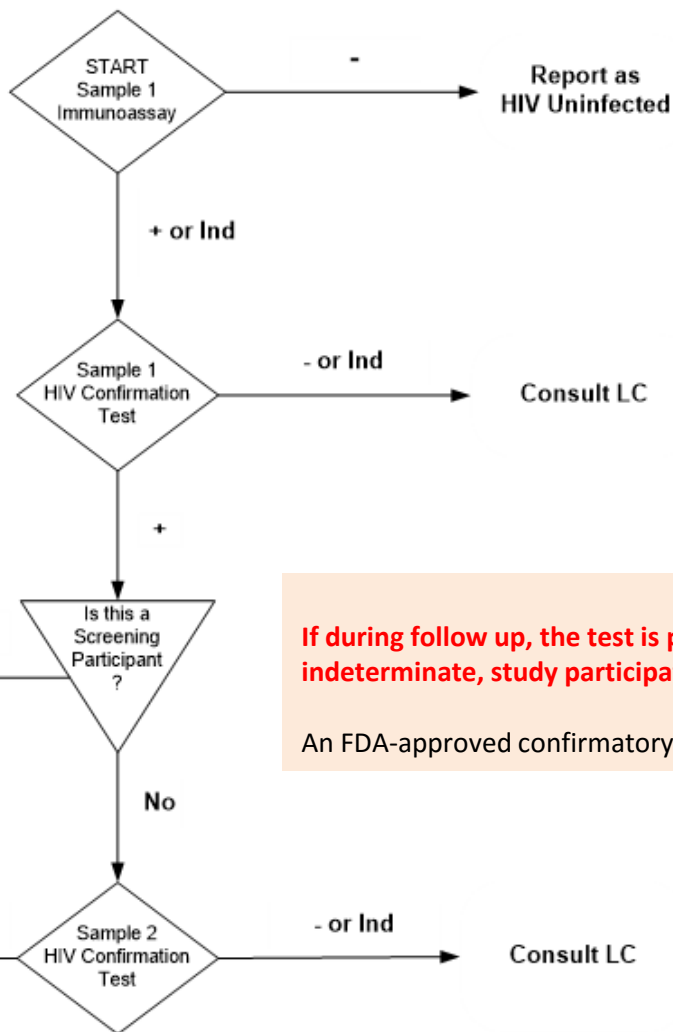 START
Sample 1
Immunoassay
-
Report as
HIV Uninfected
+ or Ind
Sample 1
HIV Confirmation
Test
- or Ind
Consult LC
+
Is this a
Screening
Participant
?
If during follow up, the test is
indeterminate, study
An FDA-approved confirmatory
No
Sample 2
HIV Confirmation
Test
- or Ind
Consult LC